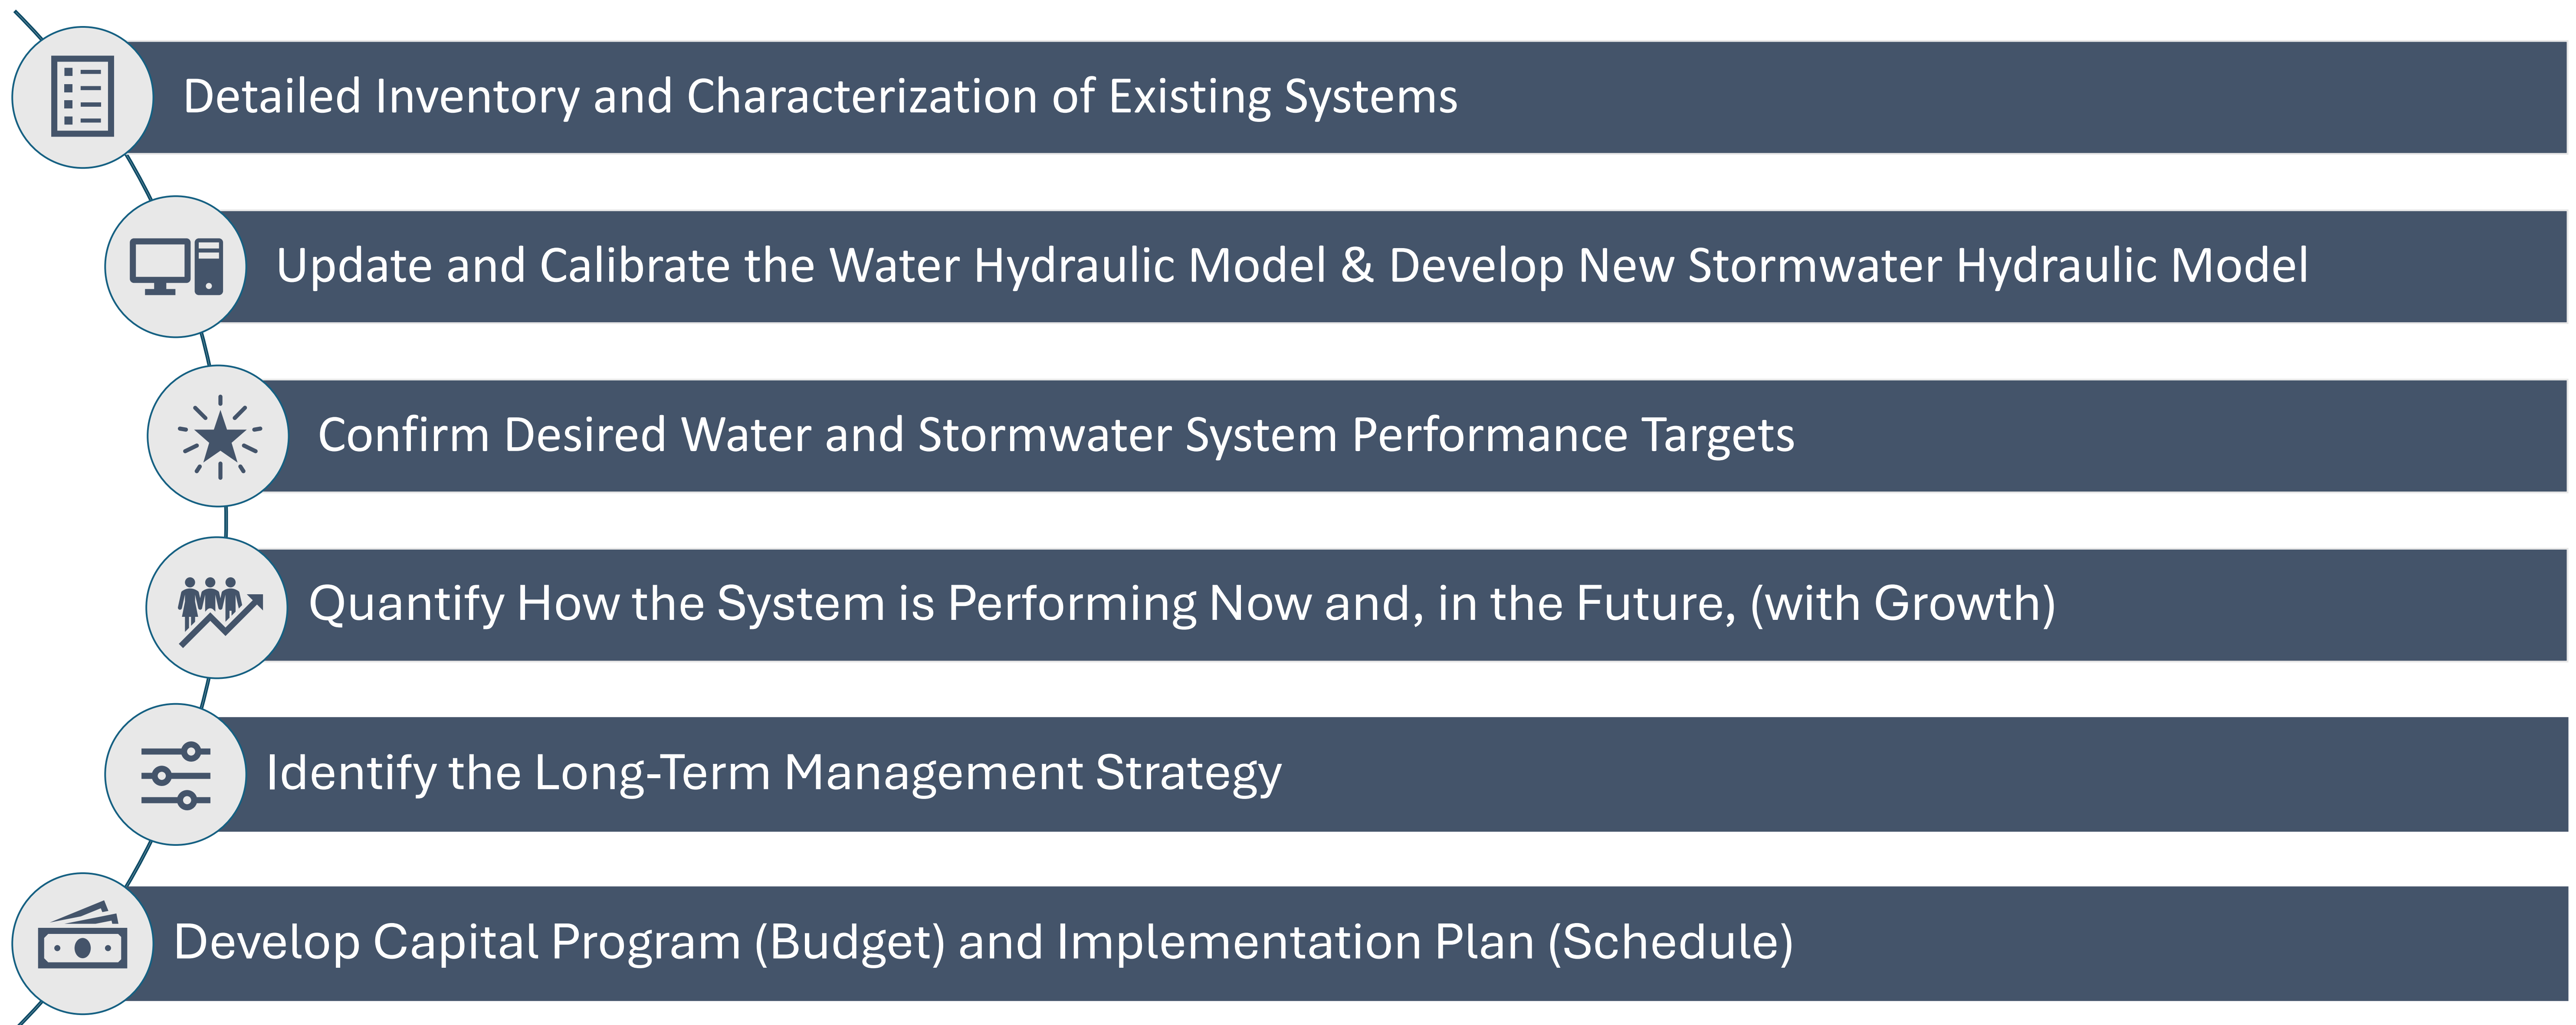 Detailed Inventory and Characterization of Existing Systems
Update and Calibrate the Water Hydraulic Model & Develop New Stormwater Hydraulic Model
Confirm Desired Water and Stormwater System Performance Targets
Quantify How the System is Performing Now and, in the Future, (with Growth)
Identify the Long-Term Management Strategy
Develop Capital Program (Budget) and Implementation Plan (Schedule)